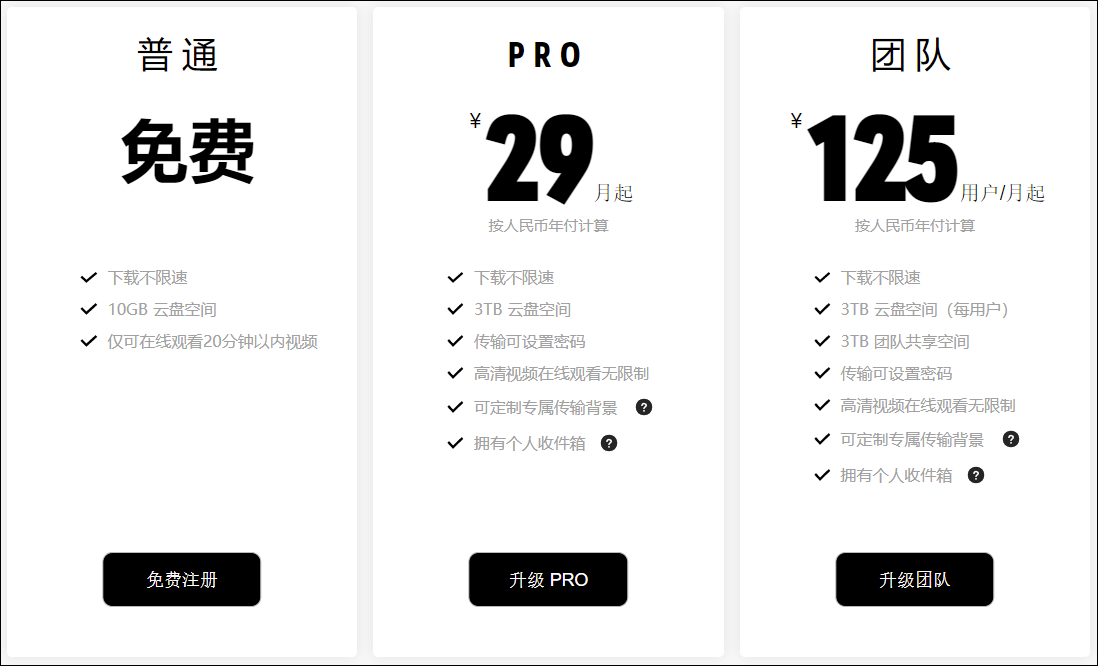 普通
免费
下载不限速
10GB 云盘空间
仅可在线观看20分钟以内视频
免费注册
PRO
¥29月起
按人民币年付计算
下载不限速
3TB 云盘空间
传输可设置密码
高清视频在线观看无限制
可定制专属传输背景 ?
拥有个人收件箱 ?
升级 PRO
团队
¥125用户/月起
按人民币年付计算
下载不限速
3TB 云盘空间（每用户）
3TB 团队共享空间
传输可设置密码
高清视频在线观看无限制
可定制专属传输背景 ?
拥有个人收件箱 ?
升级团队